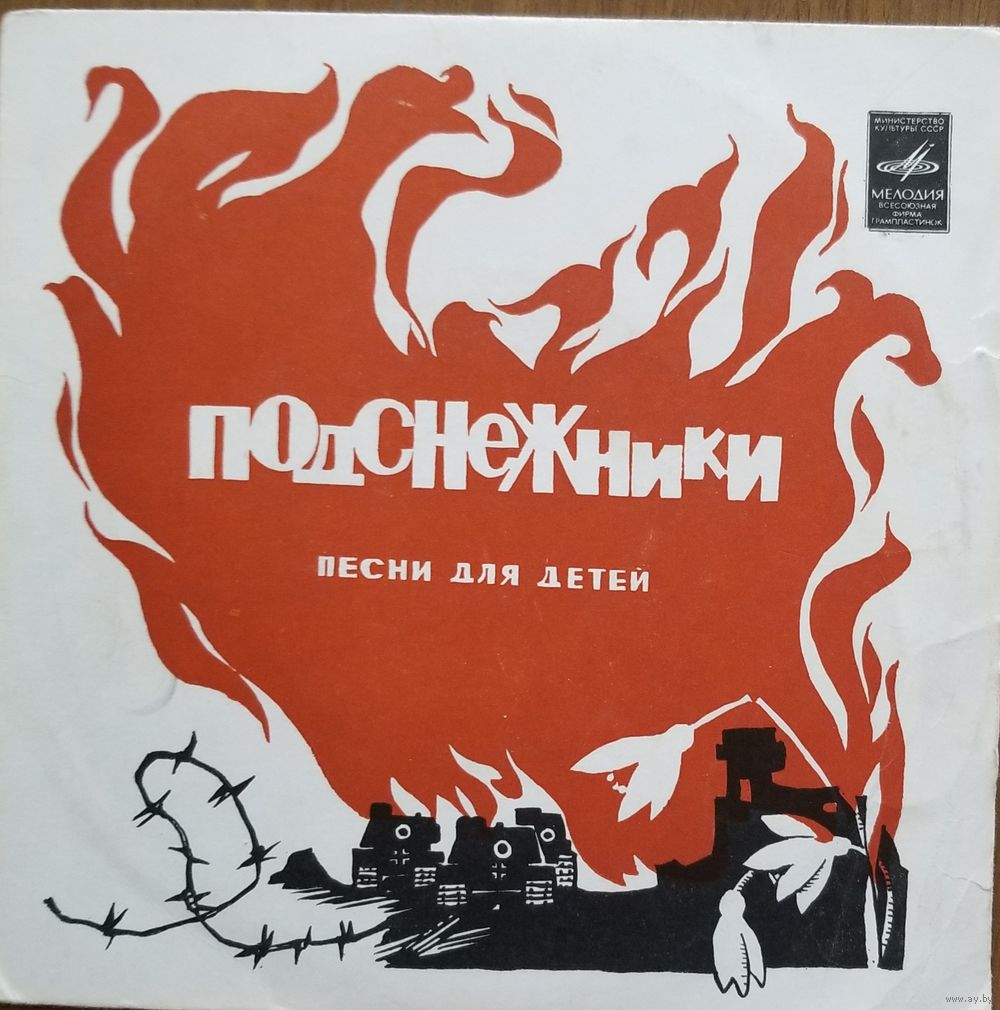 МИНИСТЕРСТВО
КУЛЬТУРЫ СССР
МЕЛОДИЯ
ВСЕСОЮЗНАЯ
ФИРМА
ГРАМПЛАСТИНОК
ПОДСНЕЖНИКИ
ПЕСНИ ДЛЯ ДЕТЕЙ
www.ay.by